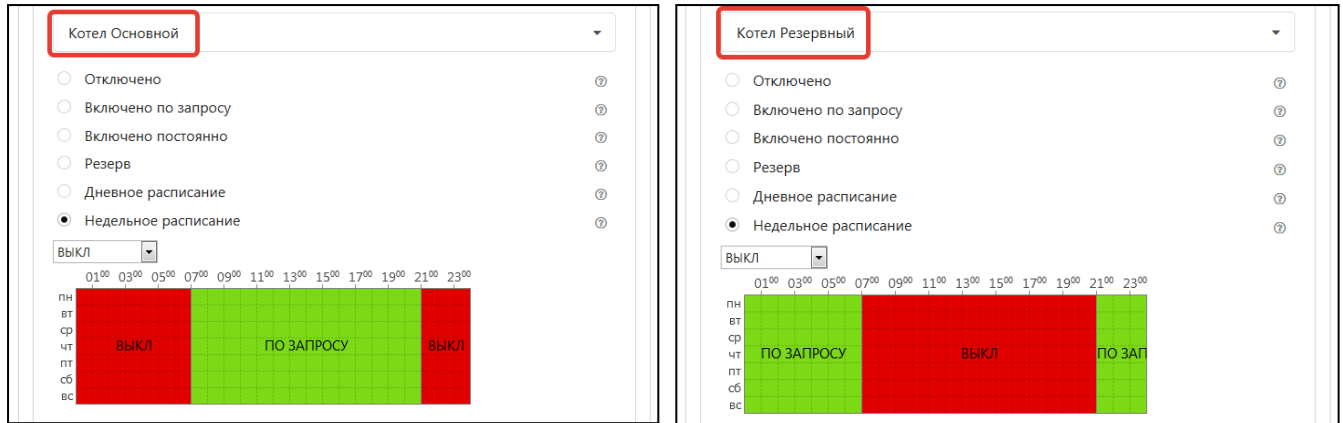 Котел Основной
Отключено
Включено по запросу
Включено постоянно
Резерв
Дневное расписание
Недельное расписание
ВЫКЛ
01⁰⁰ 03⁰⁰ 05⁰⁰ 07⁰⁰ 09⁰⁰ 11⁰⁰ 13⁰⁰ 15⁰⁰ 17⁰⁰ 19⁰⁰ 21⁰⁰ 23⁰⁰
пн
вт
ср
чт ВЫКЛ ПО ЗАПРОСУ ВЫКЛ
пт
сб
вс
Котел Резервный
Отключено
Включено по запросу
Включено постоянно
Резерв
Дневное расписание
Недельное расписание
ВЫКЛ
01⁰⁰ 03⁰⁰ 05⁰⁰ 07⁰⁰ 09⁰⁰ 11⁰⁰ 13⁰⁰ 15⁰⁰ 17⁰⁰ 19⁰⁰ 21⁰⁰ 23⁰⁰
пн
вт
ср
чт ПО ЗАПРОСУ ВЫКЛ ПО ЗАП
пт
сб
вс